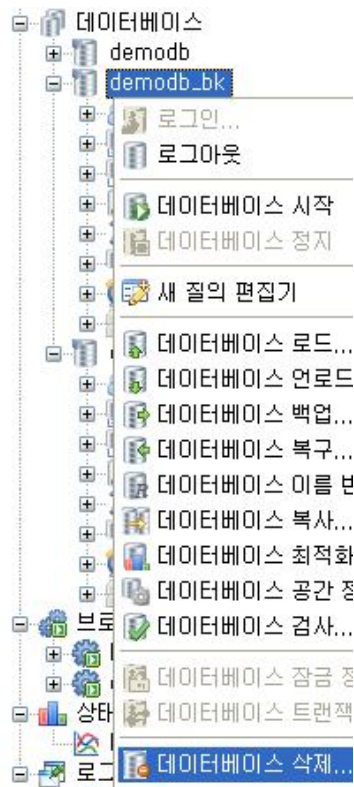 데이터베이스
demodb
demodb_bk
로그인...
로그아웃
데이터베이스 시작
데이터베이스 정지
새 질의 편집기
데이터베이스 로드...
데이터베이스 언로드
데이터베이스 백업...
데이터베이스 복구...
데이터베이스 이름
데이터베이스 복사...
데이터베이스 최적화
데이터베이스 공간
데이터베이스 검사...
브로
데이터베이스 잠금
상태
데이터베이스
로그
데이터베이스 삭제...